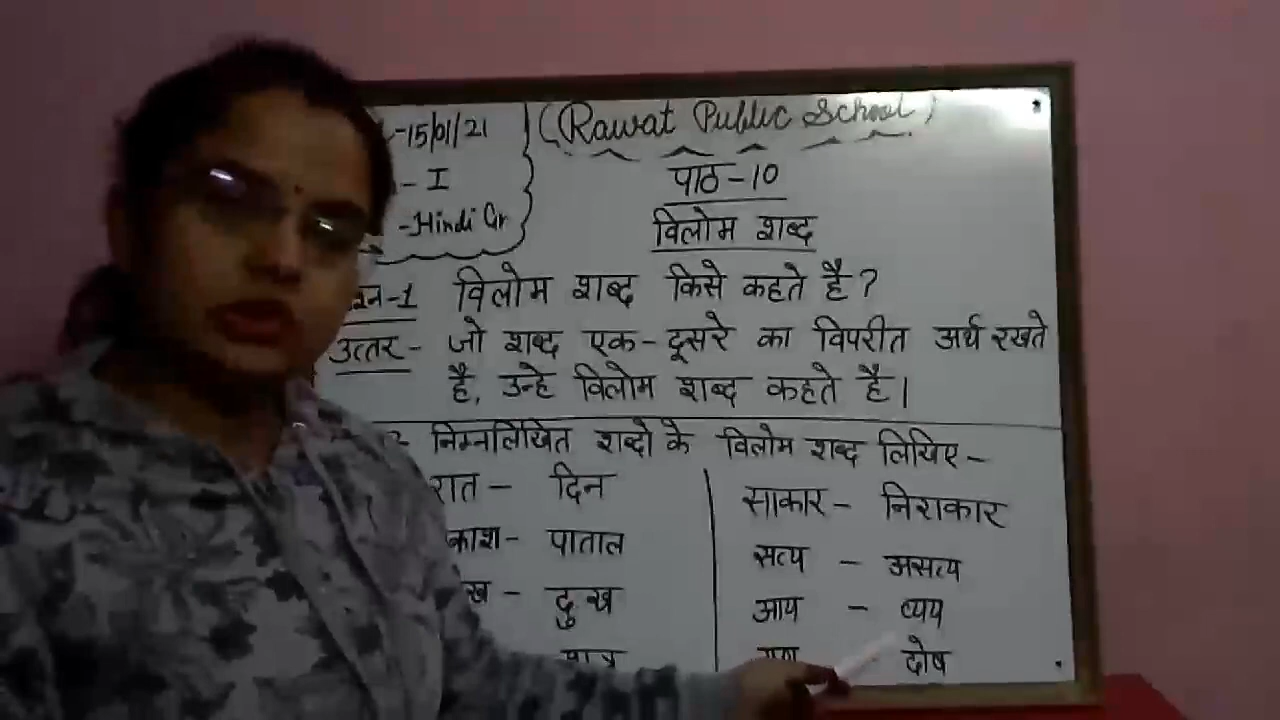 -15/01/21
(Rawat Public School)
- I
-Hindi Gr
पाठ-10
विलोम शब्द
श्न-1 विलोम शब्द किसे कहते है?
उत्तर- जो शब्द एक-दूसरे का विपरीत अर्थ रखते
है, उन्हे विलोम शब्द कहते है।
निम्नलिखित शब्दो के विलोम शब्द लिखिए-
रात- दिन
काश- पाताल
ख- दुख
साकार- निराकार
सत्य - असत्य
आय - व्यय
दोष